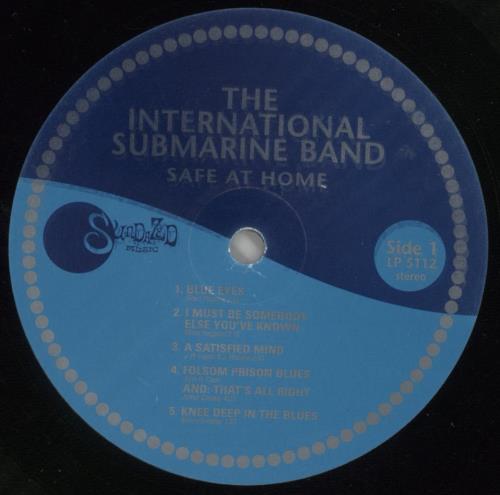 THE
INTERNATIONAL
SUBMARINE BAND
SAFE AT HOME
SUNDAZED
MUSIC
Side 1
LP 5112
stereo
1. BLUE EYES
2. I MUST BE SOMEBODY
ELSE YOU'VE KNOWN
3. A SATISFIED MIND
4. FOLSOM PRISON BLUES
AND: THAT'S ALL RIGHT
5. KNEE DEEP IN THE BLUES